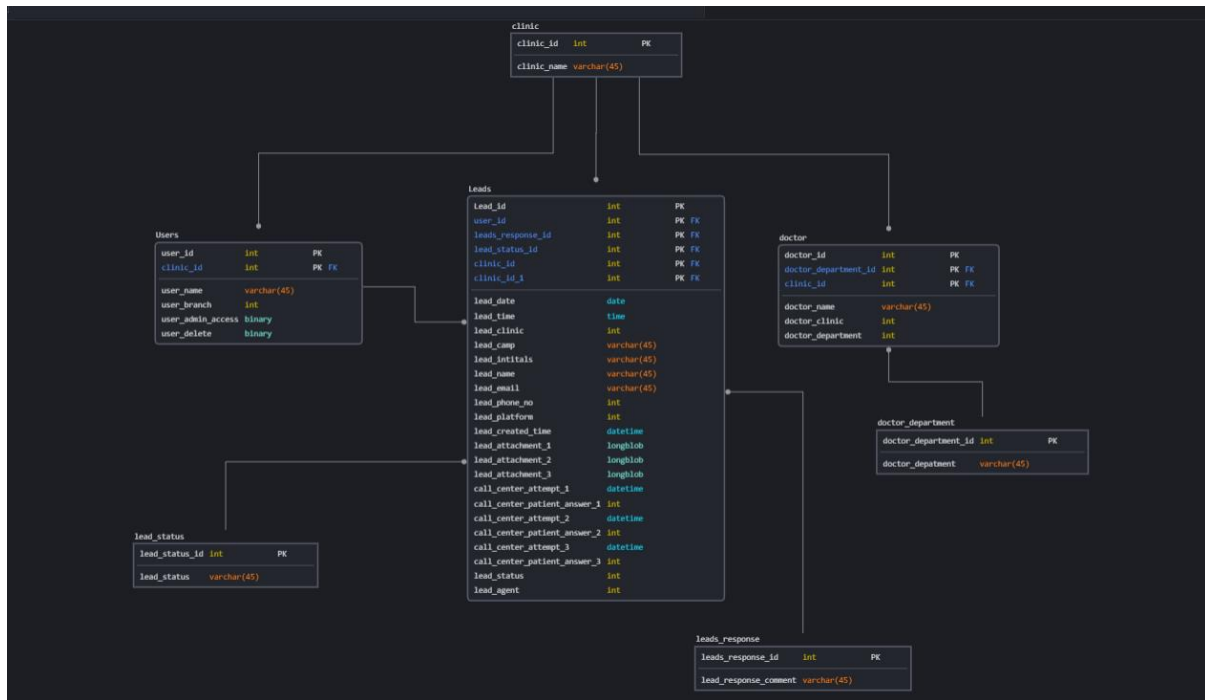 clinic
clinic_id int PK
clinic_name varchar(45)
Leads
Lead_id int PK
user_id int PK FK
leads_response_id int PK FK
lead_status_id int PK FK
clinic_id int PK FK
clinic_id_1 int PK FK
lead_date date
lead_time time
lead_clinic int
lead_camp varchar(45)
lead_intitals varchar(45)
lead_name varchar(45)
lead_email varchar(45)
lead_phone_no int
lead_platform int
lead_created_time datetime
lead_attachment_1 longblob
lead_attachment_2 longblob
lead_attachment_3 longblob
call_center_attempt_1 datetime
call_center_patient_answer_1 int
call_center_attempt_2 datetime
call_center_patient_answer_2 int
call_center_attempt_3 datetime
call_center_patient_answer_3 int
lead_status int
lead_agent int
Users
user_id int PK
clinic_id int PK FK
user_name varchar(45)
user_branch int
user_admin_access binary
user_delete binary
doctor
doctor_id int PK
doctor_department_id int PK FK
clinic_id int PK FK
doctor_name varchar(45)
doctor_clinic int
doctor_department int
doctor_department
doctor_department_id int PK
doctor_depatment varchar(45)
lead_status
lead_status_id int PK
lead_status varchar(45)
leads_response
leads_response_id int PK
lead_response_comment varchar(45)